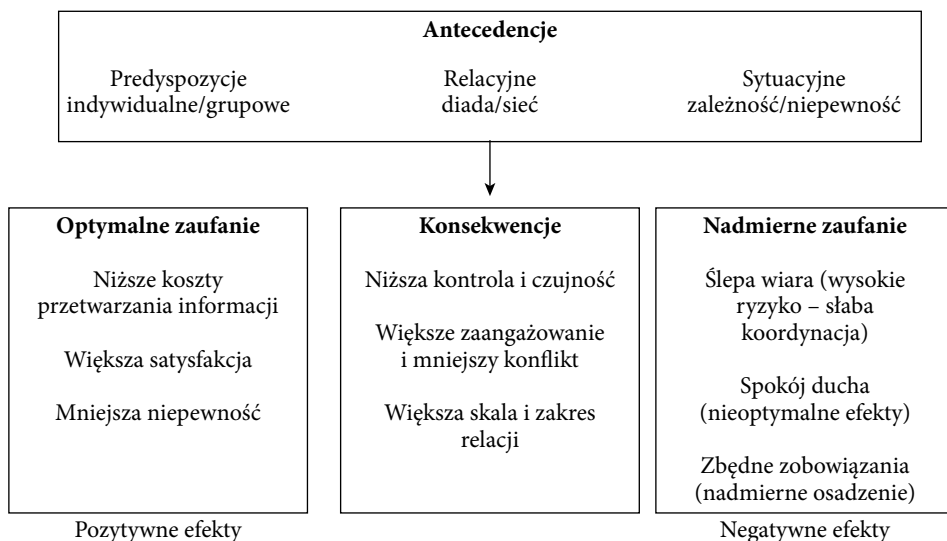 Antecedencje
Predyspozycje
indywidualne/grupowe
Relacyjne
diada/sieć
Sytuacyjne
zależność/niepewność
Optymalne zaufanie
Niższe koszty
przetwarzania informacji
Większa satysfakcja
Mniejsza niepewność
Pozytywne efekty
Konsekwencje
Niższa kontrola i czujność
Większe zaangażowanie
i mniejszy konflikt
Większa skala i zakres
relacji
Nadmierne zaufanie
Ślepa wiara (wysokie
ryzyko – słaba
koordynacja)
Spokój ducha
(nieoptymalne efekty)
Zbędne zobowiązania
(nadmierne osadzenie)
Negatywne efekty